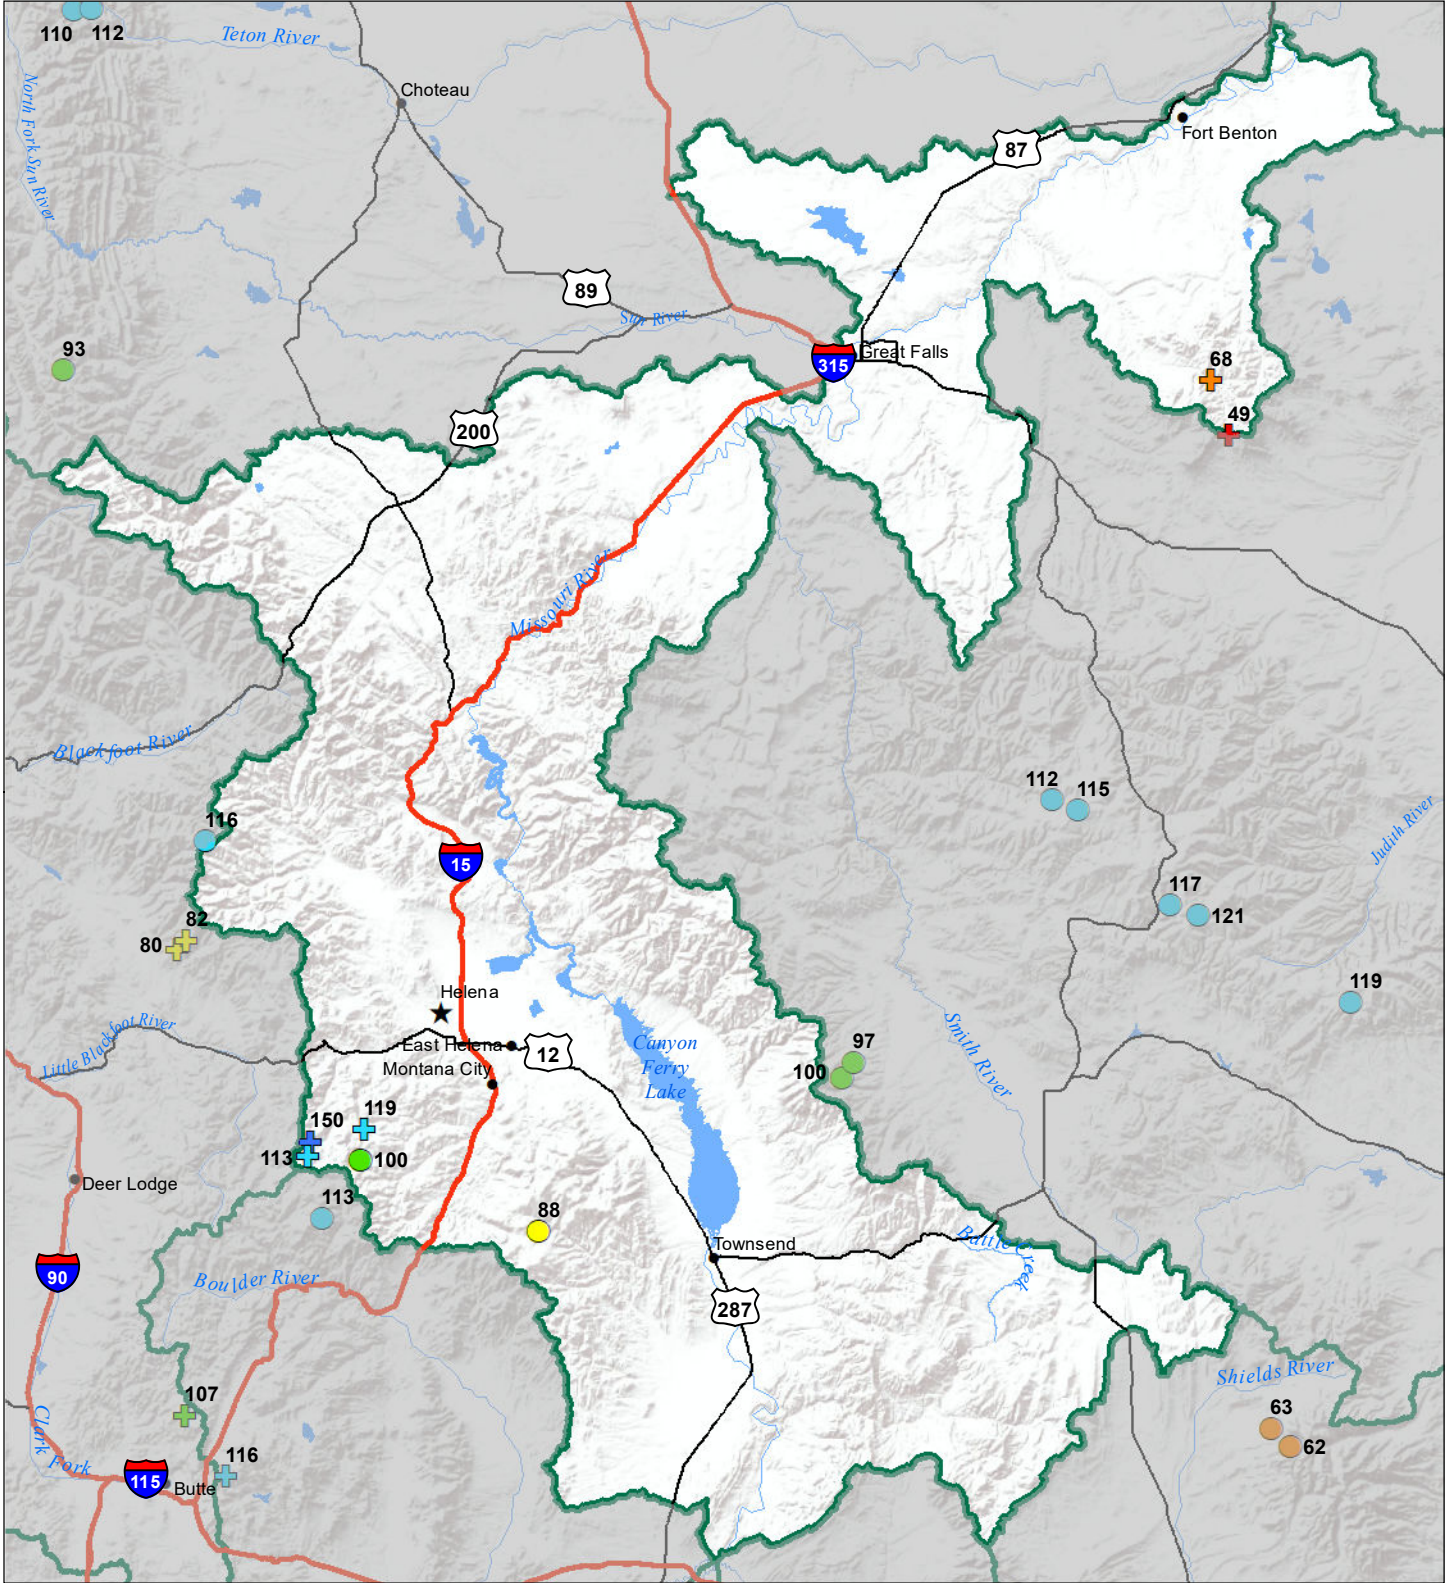 110
112
Teton River
North Fork Sun River
Choteau
Fort Benton
87
89
Sun River
93
315
Great Falls
68
49
200
Missouri River
Blackfoot River
112
115
116
15
Judith River
117
121
82
80
119
Helena
Little Blackfoot River
East Helena
12
Montana City
Canyon
Ferry
Lake
Smith River
97
100
150
119
113
100
Deer Lodge
113
88
Townsend
Battle Creek
90
Boulder River
287
Shields River
107
63
62
Clark Fork
116
115
Butte